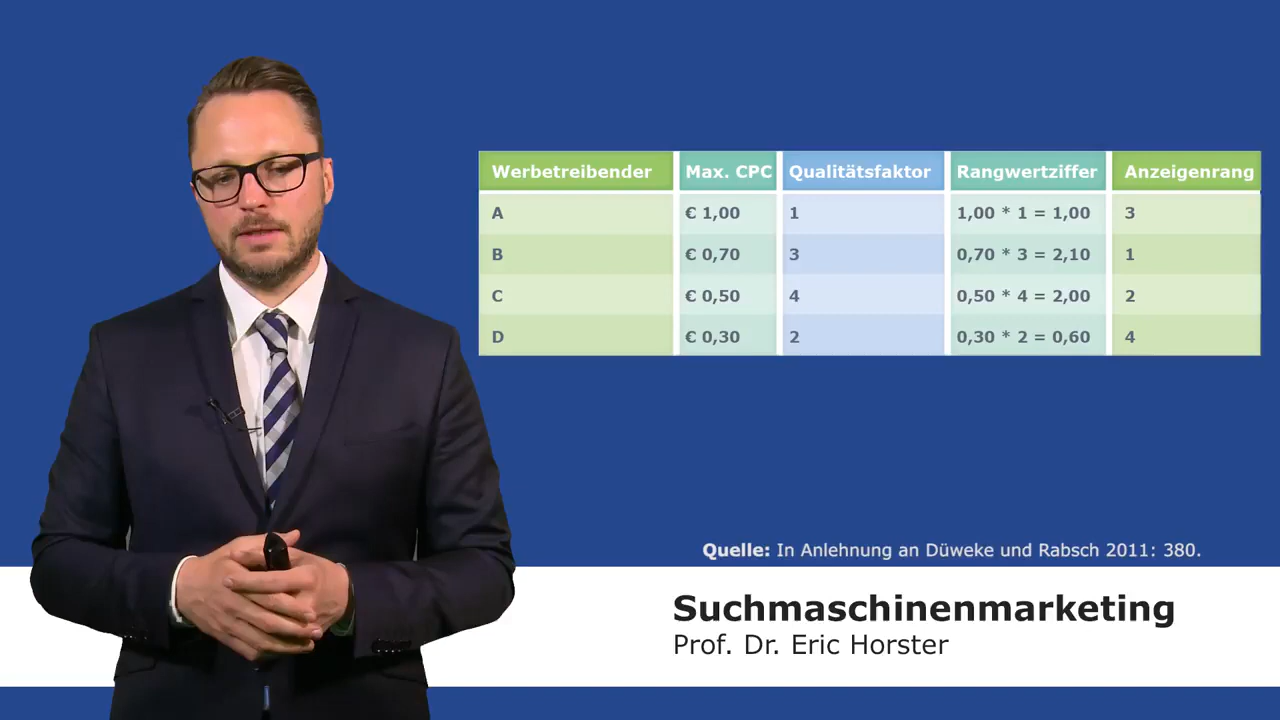 Werbetreibender Max. CPC Qualitätsfaktor Rangwertziffer Anzeigenrang
A € 1,00 1 1,00 * 1 = 1,00 3
B € 0,70 3 0,70 * 3 = 2,10 1
C € 0,50 4 0,50 * 4 = 2,00 2
D € 0,30 2 0,30 * 2 = 0,60 4
Quelle: In Anlehnung an Düweke und Rabsch 2011: 380.
Suchmaschinenmarketing
Prof. Dr. Eric Horster